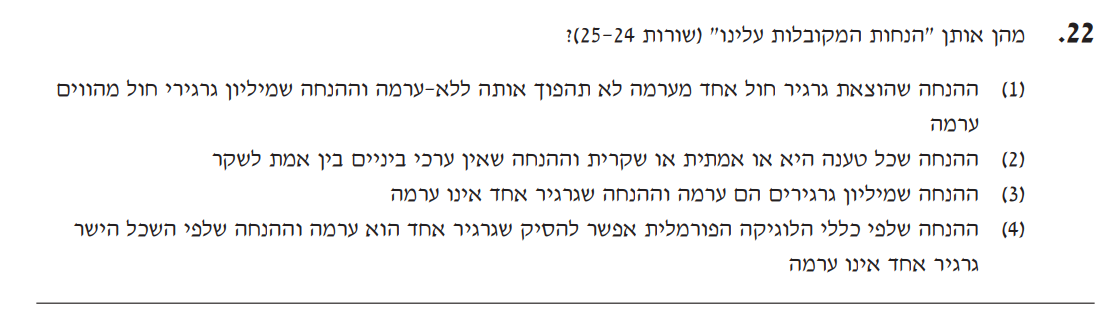 22. מהן אותן "הנחות המקובלות עלינו" (שורות 24-25)?
(1) ההנחה שהוצאת גרגיר חול אחד מערמה לא תהפוך אותה ללא-ערמה וההנחה שמיליון גרגירי חול מהווים
ערמה
(2) ההנחה שכל טענה היא או אמתית או שקרית וההנחה שאין ערכי ביניים בין אמת לשקר
(3) ההנחה שמיליון גרגירים הם ערמה וההנחה שגרגיר אחד אינו ערמה
(4) ההנחה שלפי כללי הלוגיקה הפורמלית אפשר להסיק שגרגיר אחד הוא ערמה וההנחה שלפי השכל הישר
גרגיר אחד אינו ערמה